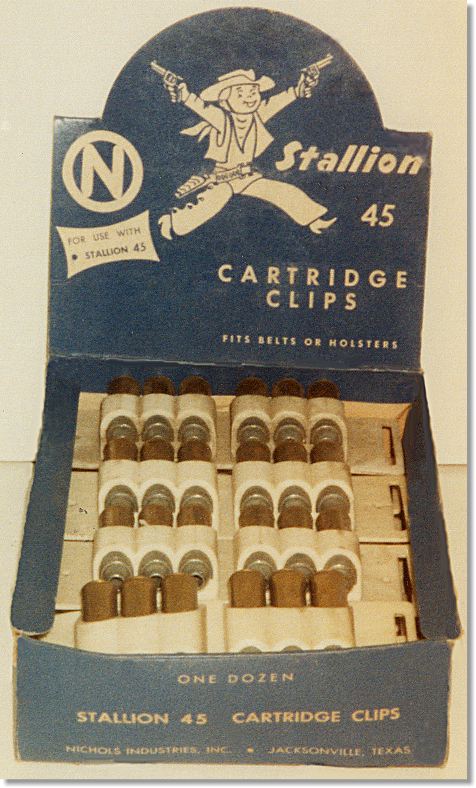 N
Stallion
45
FOR USE WITH
• STALLION 45
CARTRIDGE
CLIPS
FITS BELTS OR HOLSTERS
ONE DOZEN
STALLION 45 CARTRIDGE CLIPS
NICHOLS INDUSTRIES, INC. • JACKSONVILLE, TEXAS